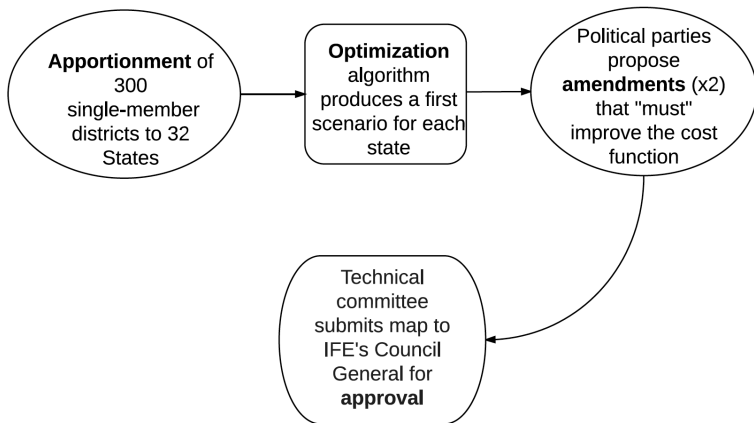 Apportionment of
300
single-member
districts to 32
States
Optimization
algorithm
produces a first
scenario for each
state
Political parties
propose
amendments (x2)
that "must"
improve the cost
function
Technical
committee
submits map to
IFE's Council
General for
approval